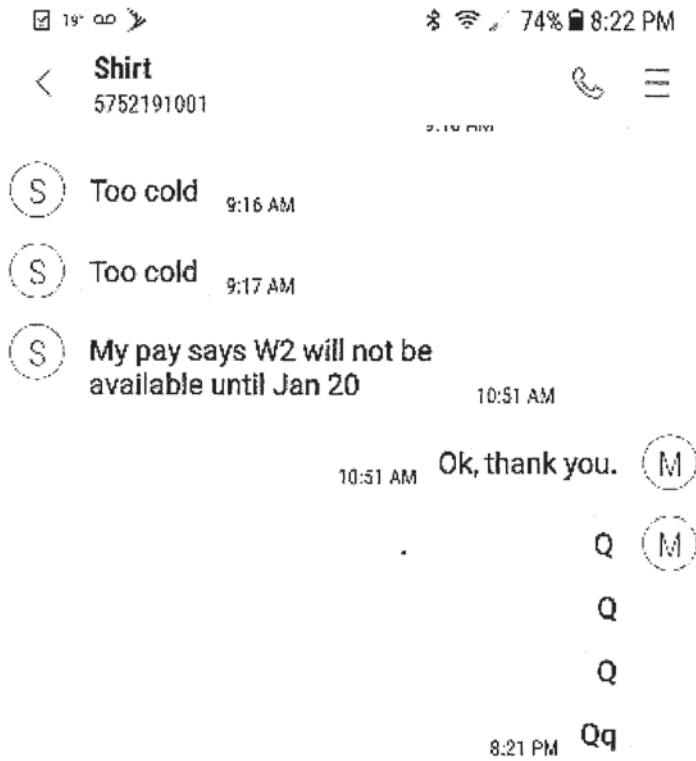 19° 74% 8:22 PM
Shirt
5752191001
S Too cold 9:16 AM
S Too cold 9:17 AM
S My pay says W2 will not be
available until Jan 20 10:51 AM
10:51 AM Ok, thank you. M
Q M
Q
Q
8:21 PM Qq